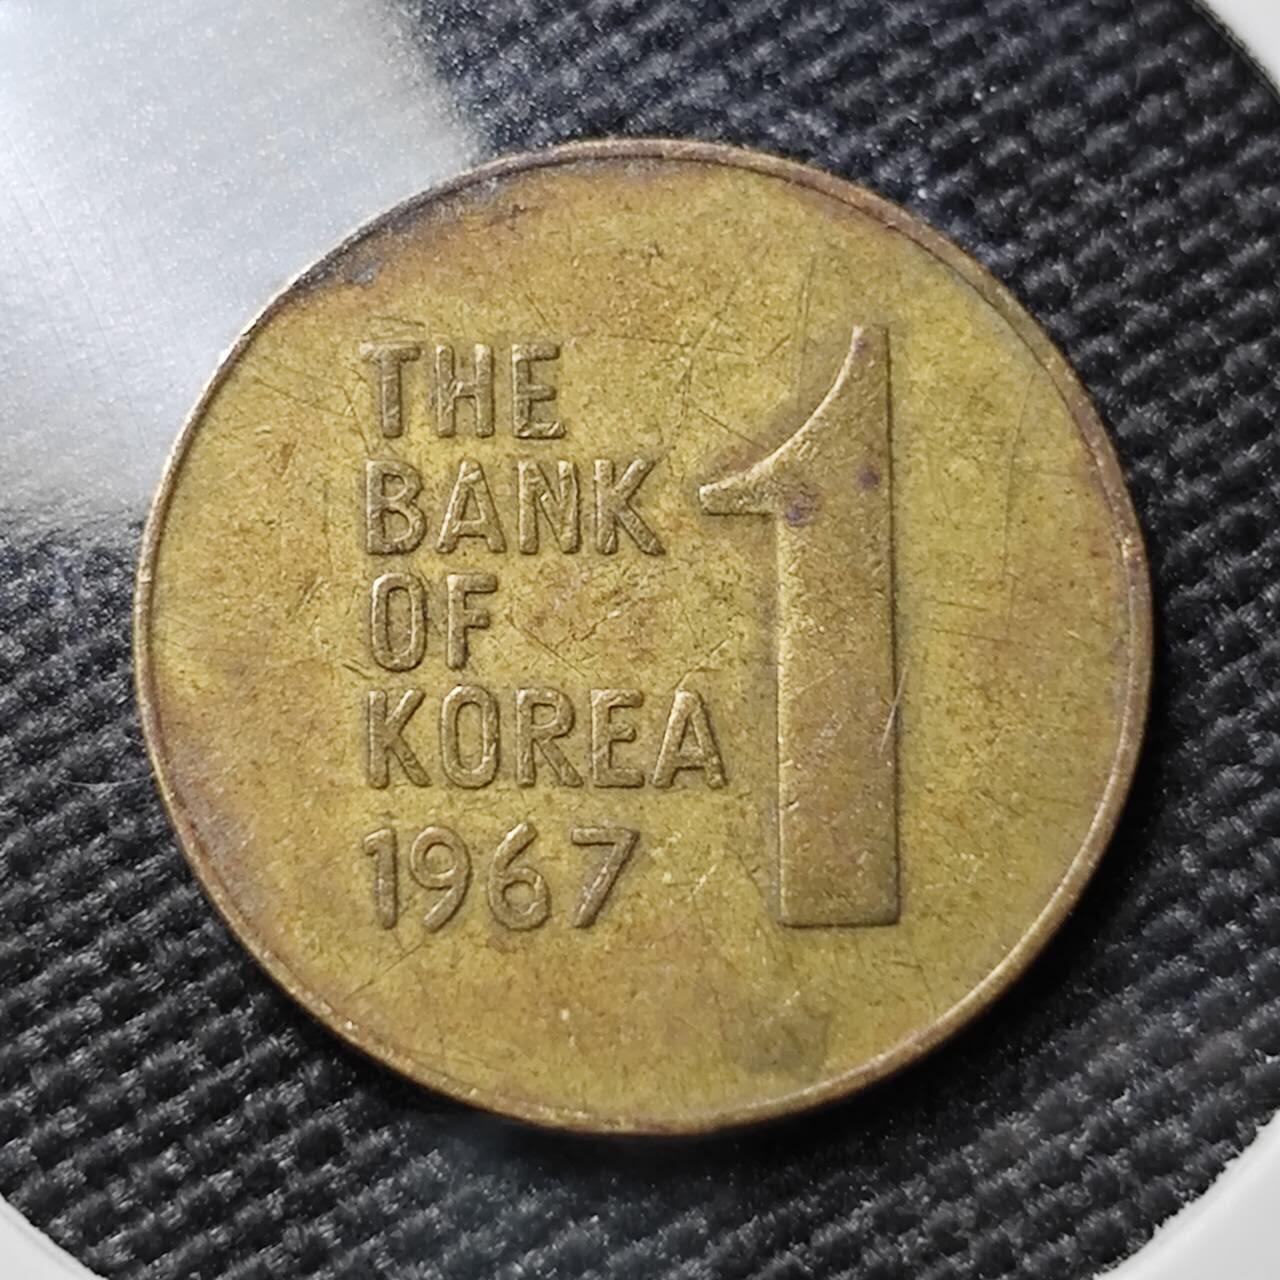 THE
BANK
OF
KOREA
1967
1